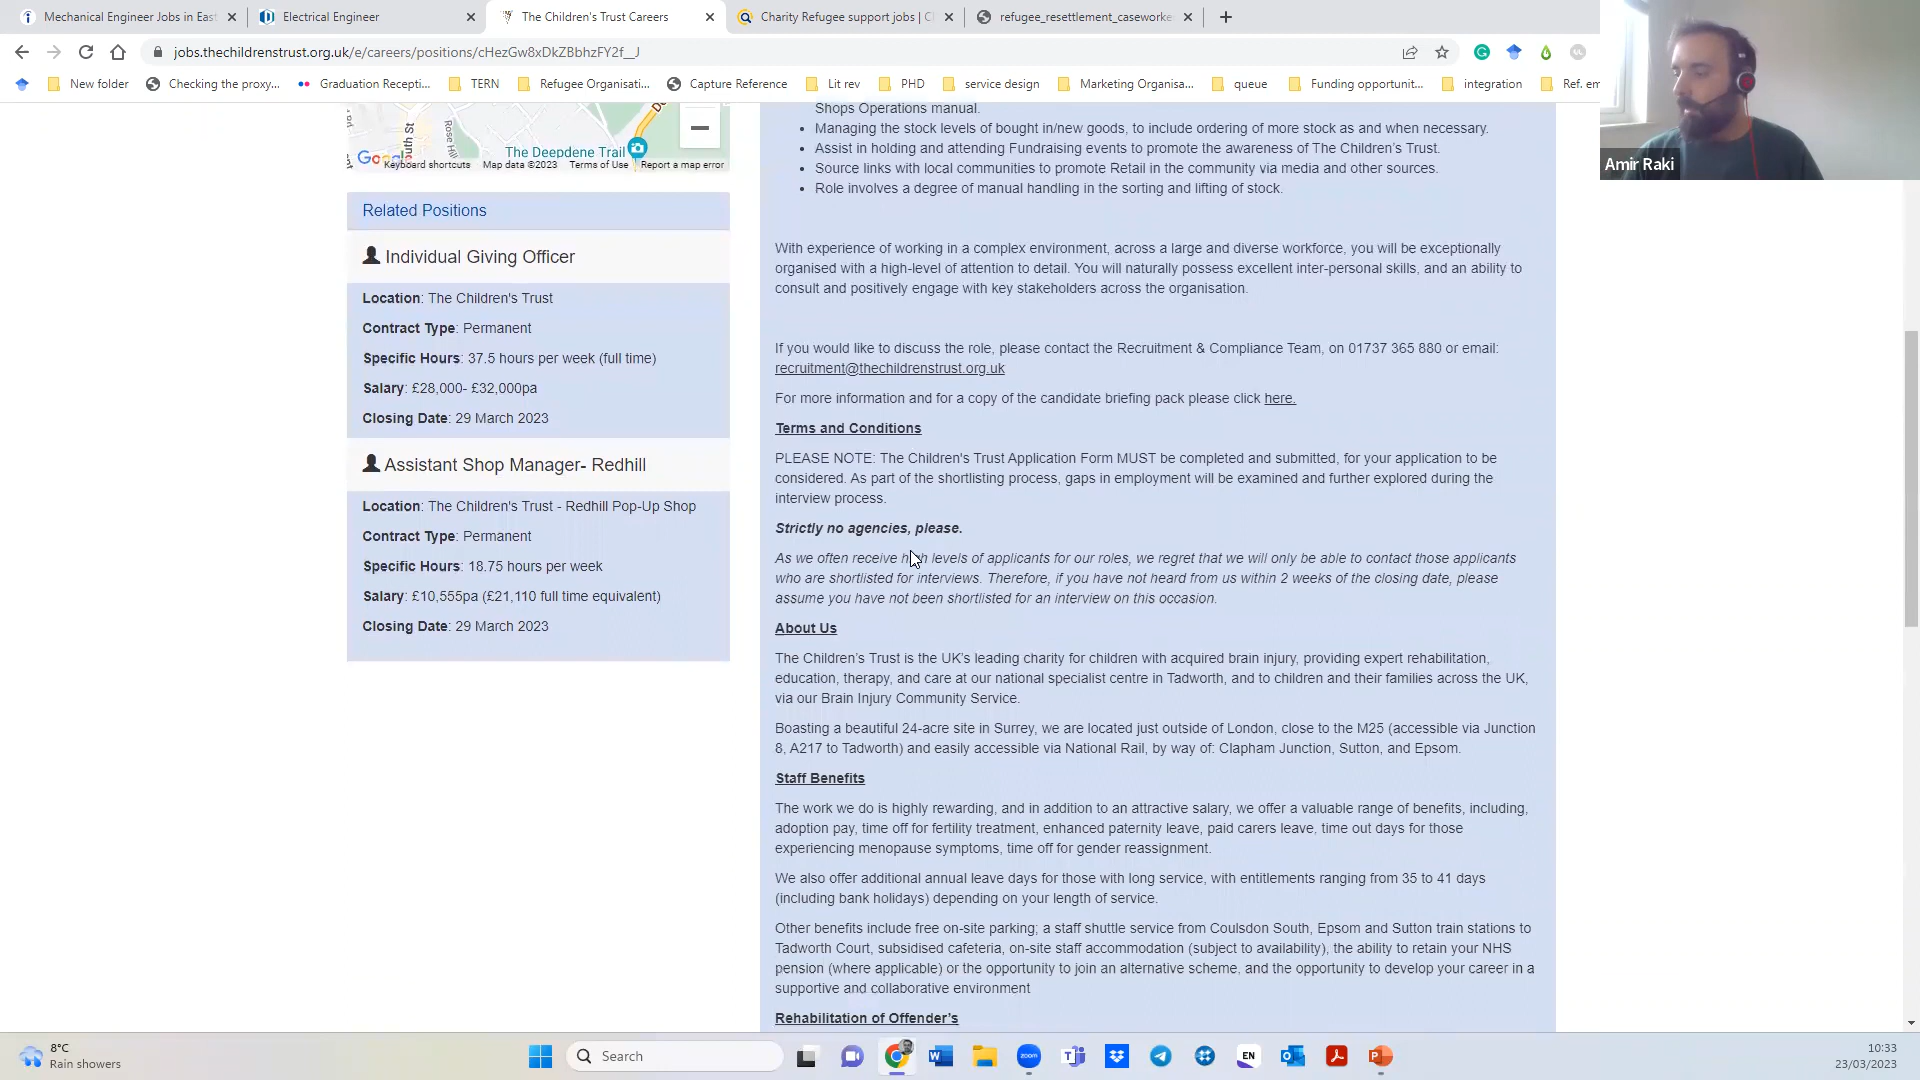 Mechanical Engineer Jobs in East
Electrical Engineer
The Children's Trust Careers
Charity Refugee support jobs | C
refugee_resettlement_caseworke
jobs.thechildrenstrust.org.uk/e/careers/positions/cHezGw8xDkZBbhzFY2f__J
New folder
Checking the proxy...
Graduation Recepti...
TERN
Refugee Organisati...
Capture Reference
Lit rev
PHD
service design
Marketing Organisa...
queue
Funding opportunit...
integration
Ref. em
Amir Raki
South St
Rose Hill
The Deepdene Trail
Google
Keyboard shortcuts
Map data ©2023
Terms of Use
Report a map error
Related Positions
Individual Giving Officer
Location: The Children's Trust
Contract Type: Permanent
Specific Hours: 37.5 hours per week (full time)
Salary: £28,000- £32,000pa
Closing Date: 29 March 2023
Assistant Shop Manager- Redhill
Location: The Children's Trust - Redhill Pop-Up Shop
Contract Type: Permanent
Specific Hours: 18.75 hours per week
Salary: £10,555pa (£21,110 full time equivalent)
Closing Date: 29 March 2023
Shops Operations manual.
• Managing the stock levels of bought in/new goods, to include ordering of more stock as and when necessary.
• Assist in holding and attending Fundraising events to promote the awareness of The Children's Trust.
• Source links with local communities to promote Retail in the community via media and other sources.
• Role involves a degree of manual handling in the sorting and lifting of stock.
With experience of working in a complex environment, across a large and diverse workforce, you will be exceptionally
organised with a high-level of attention to detail. You will naturally possess excellent inter-personal skills, and an ability to
consult and positively engage with key stakeholders across the organisation.
If you would like to discuss the role, please contact the Recruitment & Compliance Team, on 01737 365 880 or email:
recruitment@thechildrenstrust.org.uk
For more information and for a copy of the candidate briefing pack please click here.
Terms and Conditions
PLEASE NOTE: The Children's Trust Application Form MUST be completed and submitted, for your application to be
considered. As part of the shortlisting process, gaps in employment will be examined and further explored during the
interview process.
Strictly no agencies, please.
As we often receive high levels of applicants for our roles, we regret that we will only be able to contact those applicants
who are shortlisted for interviews. Therefore, if you have not heard from us within 2 weeks of the closing date, please
assume you have not been shortlisted for an interview on this occasion.
About Us
The Children's Trust is the UK's leading charity for children with acquired brain injury, providing expert rehabilitation,
education, therapy, and care at our national specialist centre in Tadworth, and to children and their families across the UK,
via our Brain Injury Community Service.
Boasting a beautiful 24-acre site in Surrey, we are located just outside of London, close to the M25 (accessible via Junction
8, A217 to Tadworth) and easily accessible via National Rail, by way of: Clapham Junction, Sutton, and Epsom.
Staff Benefits
The work we do is highly rewarding, and in addition to an attractive salary, we offer a valuable range of benefits, including,
adoption pay, time off for fertility treatment, enhanced paternity leave, paid carers leave, time out days for those
experiencing menopause symptoms, time off for gender reassignment.
We also offer additional annual leave days for those with long service, with entitlements ranging from 35 to 41 days
(including bank holidays) depending on your length of service.
Other benefits include free on-site parking; a staff shuttle service from Coulsdon South, Epsom and Sutton train stations to
Tadworth Court, subsidised cafeteria, on-site staff accommodation (subject to availability), the ability to retain your NHS
pension (where applicable) or the opportunity to join an alternative scheme, and the opportunity to develop your career in a
supportive and collaborative environment
Rehabilitation of Offender's
8°C
Rain showers
Search
zoom
EN
10:33
23/03/2023